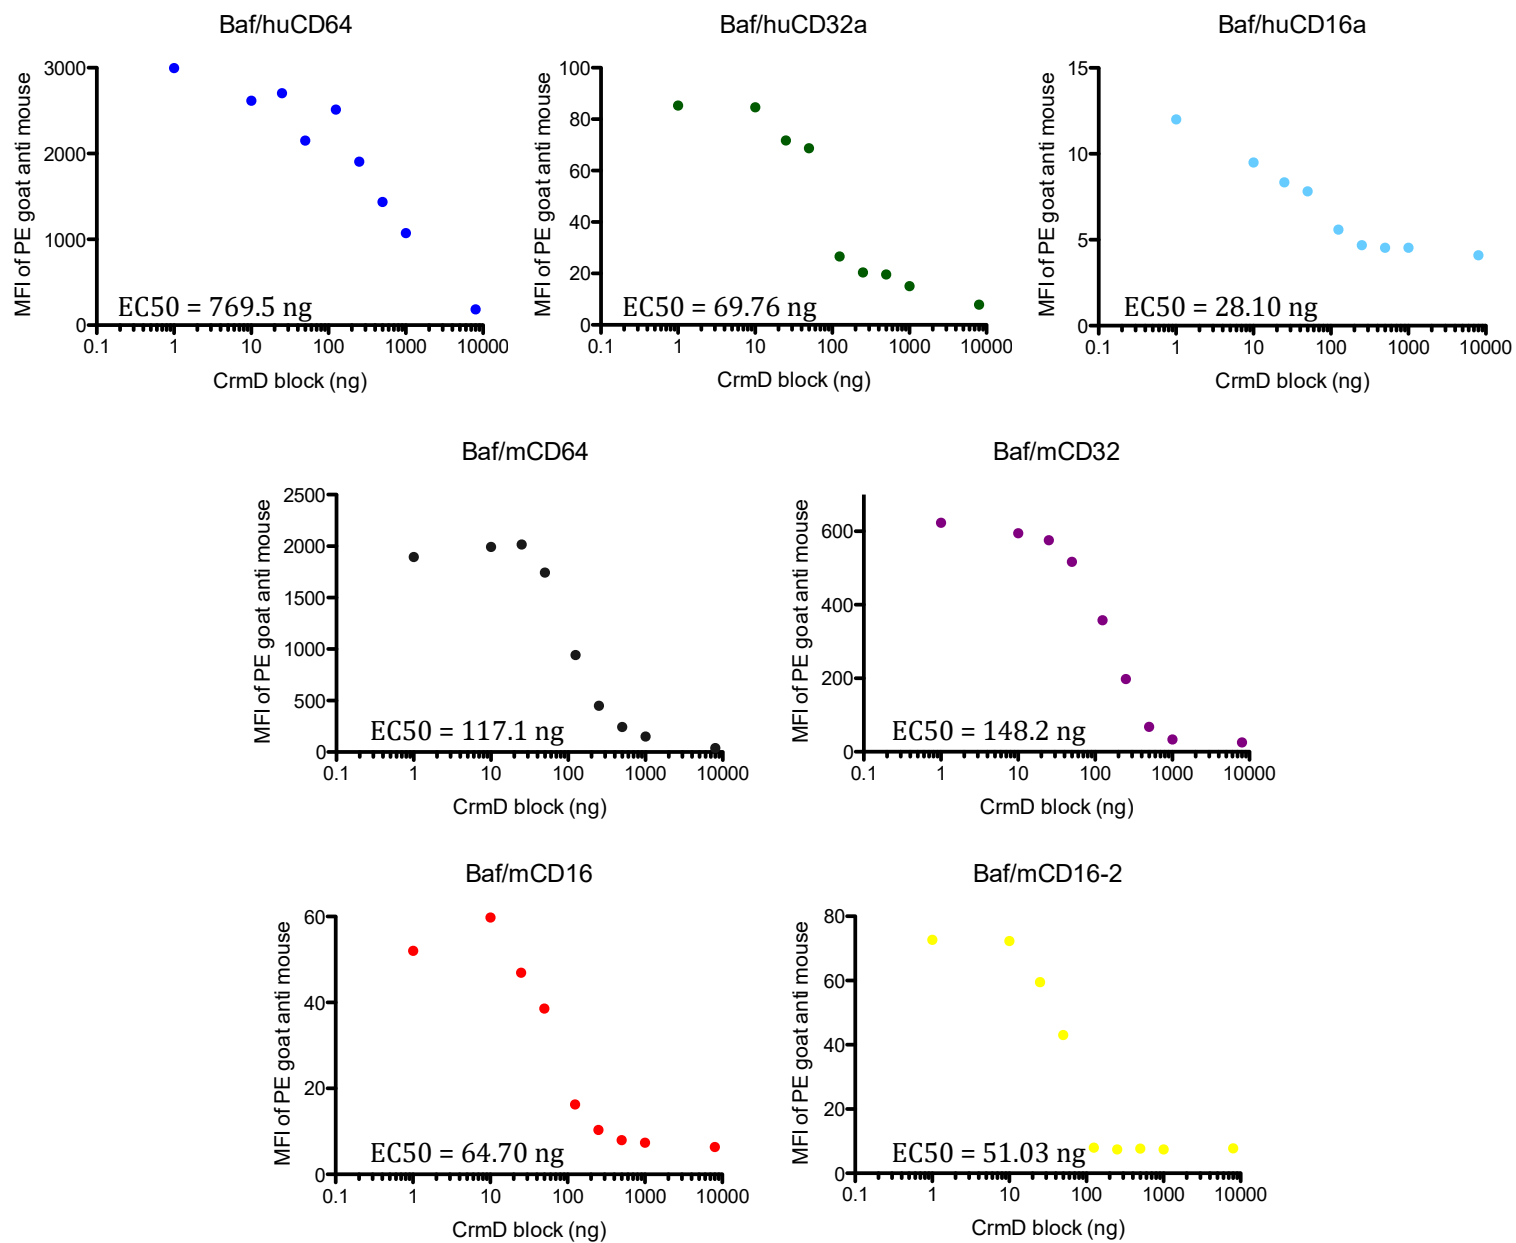 Baf/huCD64
MFI of PE goat anti mouse
3000
2000
1000
0
EC50 = 769.5 ng
0.1 1 10 100 1000 10000
CrmD block (ng)
Baf/huCD32a
MFI of PE goat anti mouse
100
80
60
40
20
0
EC50 = 69.76 ng
0.1 1 10 100 1000 10000
CrmD block (ng)
Baf/huCD16a
MFI of PE goat anti mouse
15
10
5
0
EC50 = 28.10 ng
0.1 1 10 100 1000 10000
CrmD block (ng)
Baf/mCD64
MFI of PE goat anti mouse
2500
2000
1500
1000
500
0
EC50 = 117.1 ng
0.1 1 10 100 1000 10000
CrmD block (ng)
Baf/mCD32
MFI of PE goat anti mouse
600
400
200
0
EC50 = 148.2 ng
0.1 1 10 100 1000 10000
CrmD block (ng)
Baf/mCD16
MFI of PE goat anti mouse
60
40
20
0
EC50 = 64.70 ng
0.1 1 10 100 1000 10000
CrmD block (ng)
Baf/mCD16-2
MFI of PE goat anti mouse
80
60
40
20
0
EC50 = 51.03 ng
0.1 1 10 100 1000 10000
CrmD block (ng)